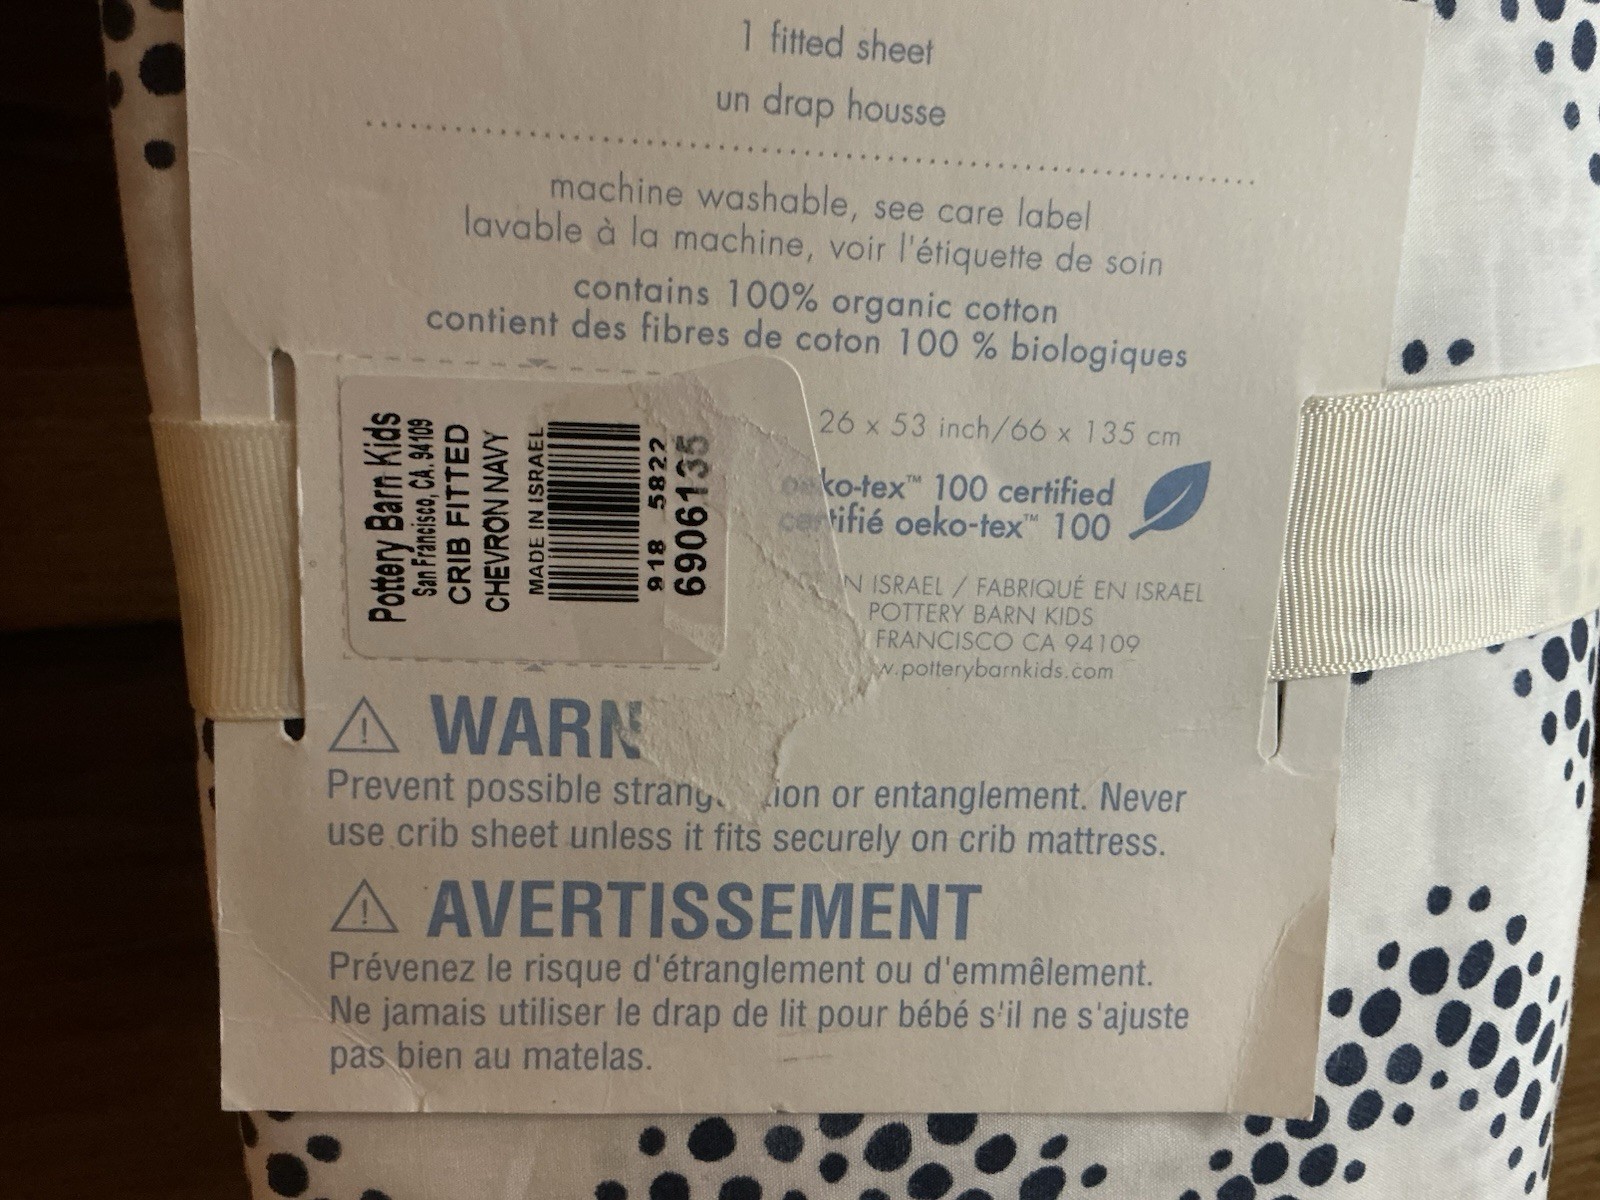 1 fitted sheet
un drap housse
machine washable, see care label
lavable à la machine, voir l'étiquette de soin
contains 100% organic cotton
contient des fibres de coton 100 % biologiques
Pottery Barn Kids
San Francisco, CA. 94109
CRIB FITTED
CHEVRON NAVY
MADE IN ISRAEL
918 5822
6906135
26 x 53 inch/66 x 135 cm
oeko-tex™ 100 certified
certifié oeko-tex™ 100
IN ISRAEL / FABRIQUÉ EN ISRAEL
POTTERY BARN KIDS
FRANCISCO CA 94109
w.potterybarnkids.com
WARN
Prevent possible strang ion or entanglement. Never
use crib sheet unless it fits securely on crib mattress.
AVERTISSEMENT
Prévenez le risque d'étranglement ou d'emmêlement.
Ne jamais utiliser le drap de lit pour bébé s'il ne s'ajuste
pas bien au matelas.